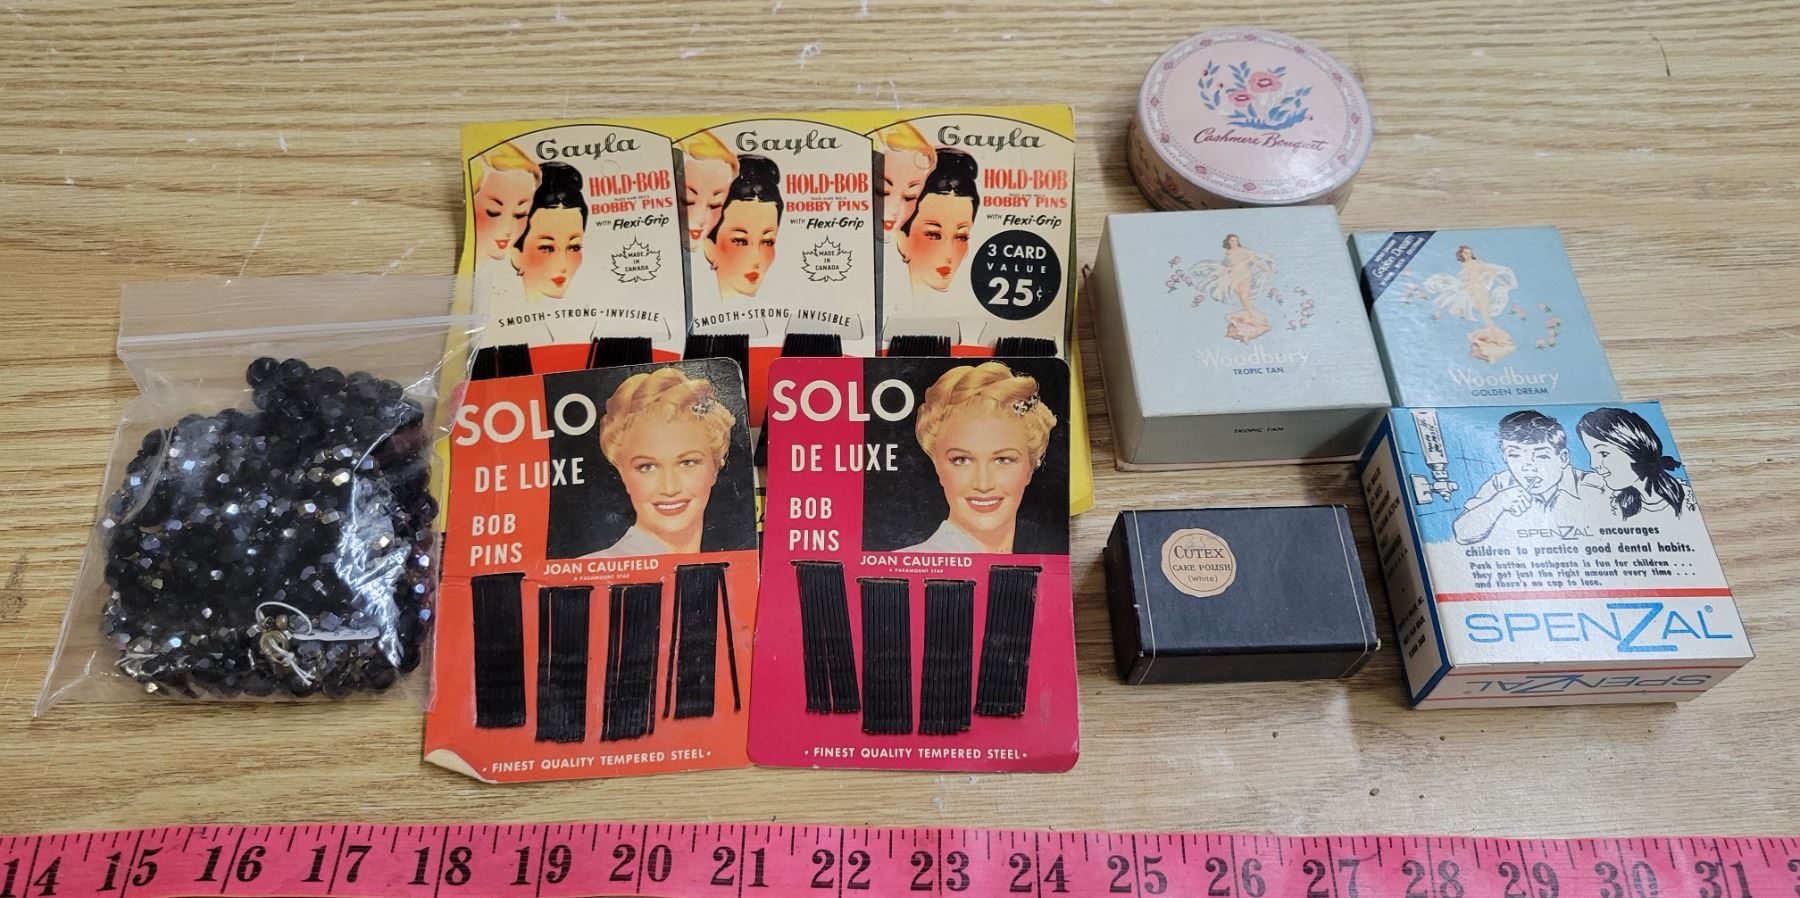 Gayla
HOLD-BOB
BOBBY PINS
WITH Flexi-Grip
MADE
IN
CANADA
SMOOTH·STRONG·INVISIBLE
Gayla
HOLD-BOB
BOBBY PINS
WITH Flexi-Grip
MADE
IN
CANADA
SMOOTH·STRONG INVISIBLE
Gayla
HOLD-BOB
BOBBY PINS
WITH Flexi-Grip
3 CARD
VALUE
25¢
SOLO
DE LUXE
BOB
PINS
JOAN CAULFIELD
A PARAMOUNT STAR
• FINEST QUALITY TEMPERED STEEL •
SOLO
DE LUXE
BOB
PINS
JOAN CAULFIELD
A PARAMOUNT STAR
• FINEST QUALITY TEMPERED STEEL •
Cashmere Bouquet
Woodbury
TROPIC TAN
TROPIC TAN
Golden Dream
Woodbury
GOLDEN DREAM
CUTEX
CAKE POLISH
(White)
SPENZAL encourages
children to practice good dental habits.
Push button toothpaste is fun for children . . .
they get just the right amount every time . . .
and there's no cap to lose.
SPENZAL®
SPENZAL
14 15 16 17 18 19 20 21 22 23 24 25 26 27 28 29 30 31